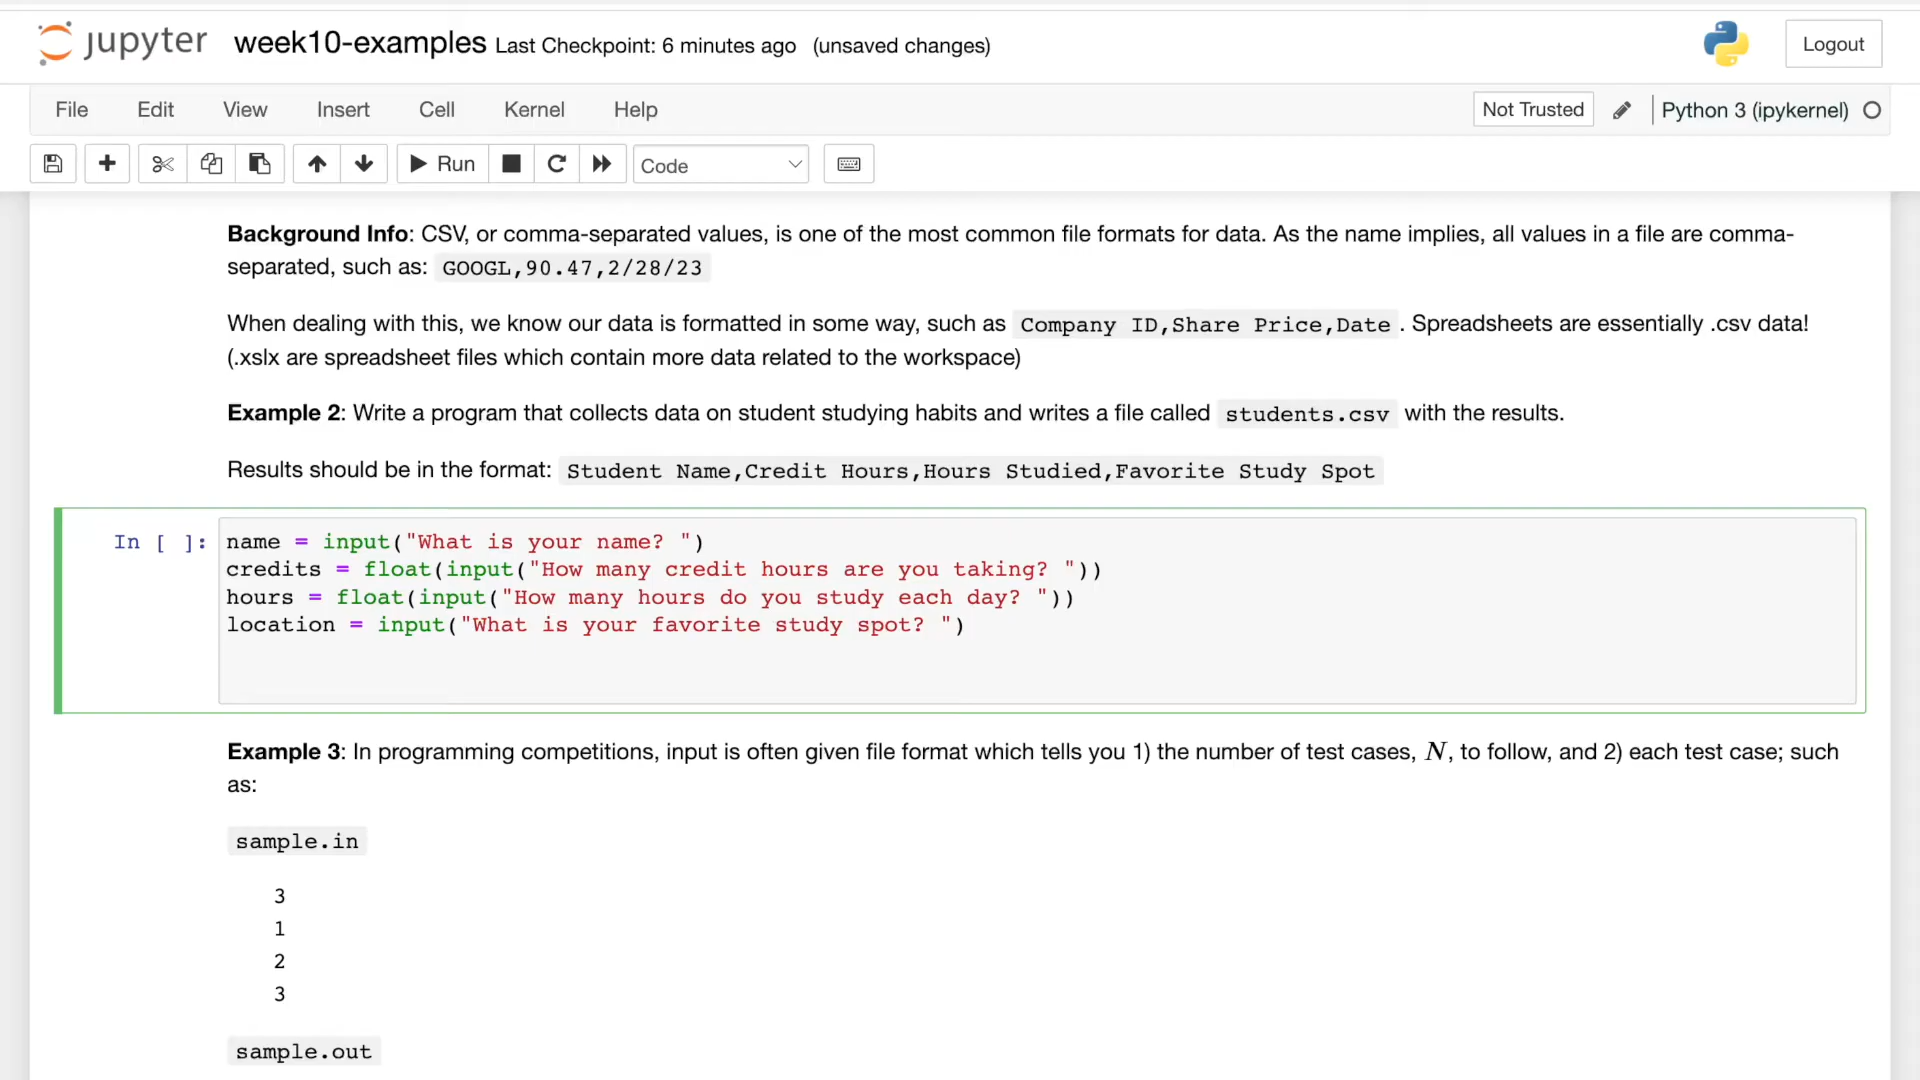 jupyter week10-examples Last Checkpoint: 6 minutes ago (unsaved changes) Logout
File Edit View Insert Cell Kernel Help Not Trusted Python 3 (ipykernel)
Run Code
Background Info: CSV, or comma-separated values, is one of the most common file formats for data. As the name implies, all values in a file are comma-
separated, such as: GOOGL,90.47,2/28/23
When dealing with this, we know our data is formatted in some way, such as Company ID,Share Price,Date . Spreadsheets are essentially .csv data!
(.xslx are spreadsheet files which contain more data related to the workspace)
Example 2: Write a program that collects data on student studying habits and writes a file called students.csv with the results.
Results should be in the format: Student Name,Credit Hours,Hours Studied,Favorite Study Spot
In [ ]: name = input("What is your name? ")
credits = float(input("How many credit hours are you taking? "))
hours = float(input("How many hours do you study each day? "))
location = input("What is your favorite study spot? ")
Example 3: In programming competitions, input is often given file format which tells you 1) the number of test cases, N, to follow, and 2) each test case; such
as:
sample.in
3
1
2
3
sample.out